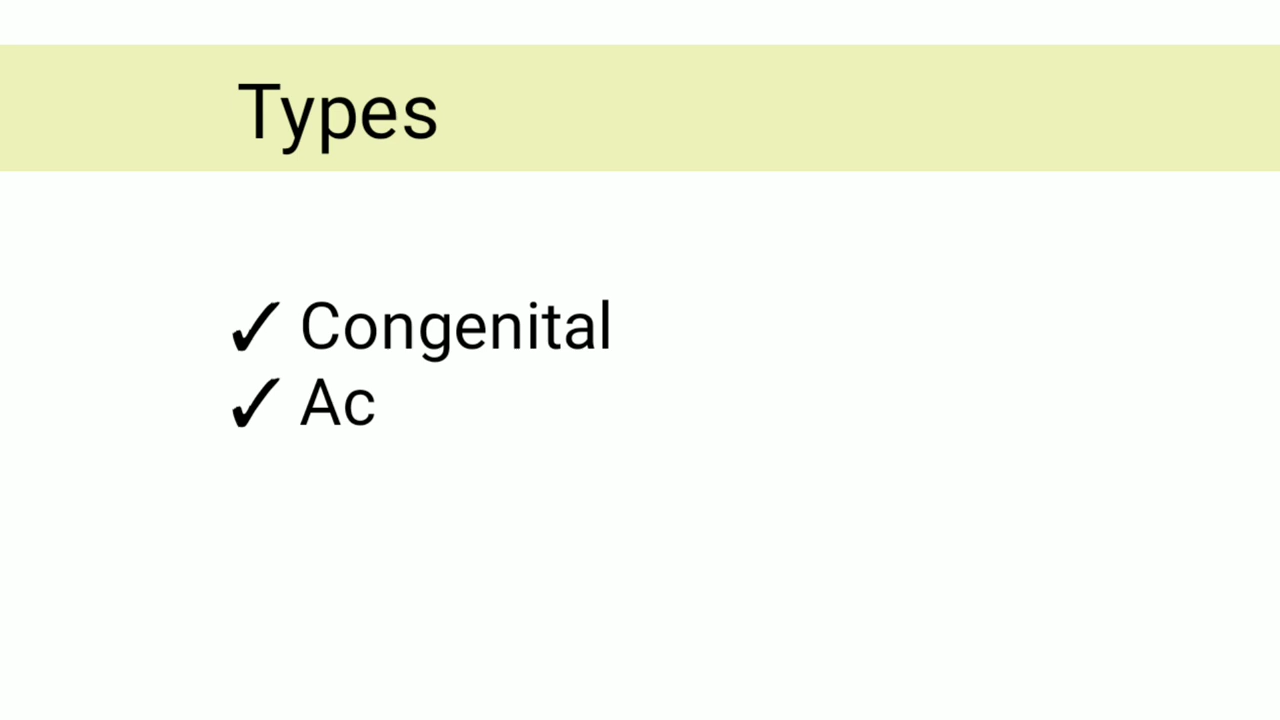 Types
✓ Congenital
✓ Ac